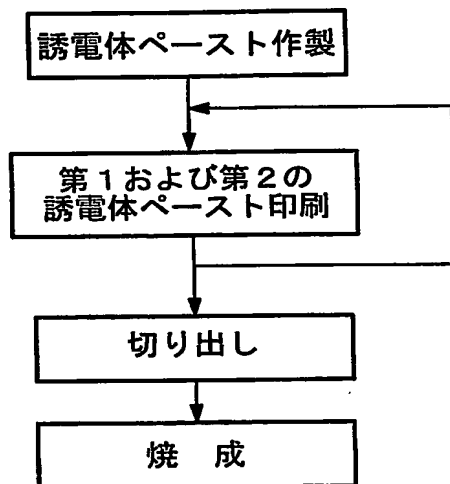 誘電体ペースト作製
第1および第2の
誘電体ペースト印刷
切り出し
焼 成